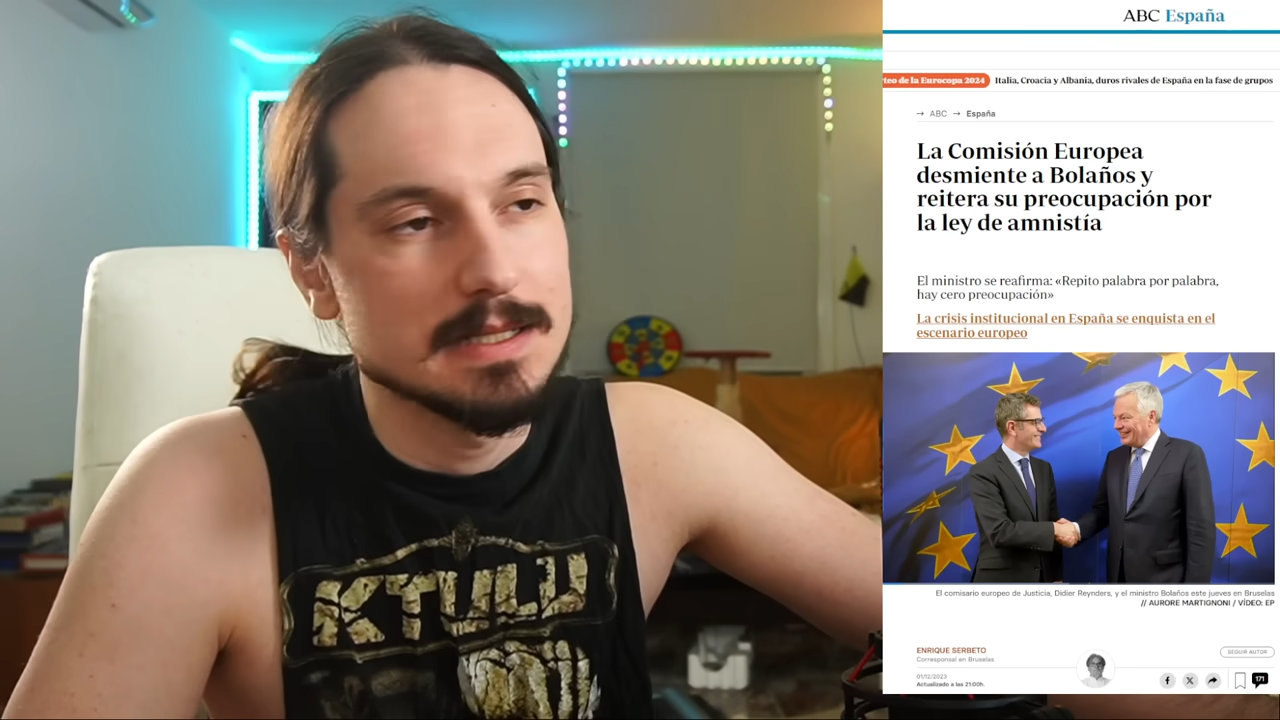 ABC España
teo de la Eurocopa 2024 Italia, Croacia y Albania, duros rivales de España en la fase de grupos
→ ABC → España
La Comisión Europea
desmiente a Bolaños y
reitera su preocupación por
la ley de amnistía
El ministro se reafirma: «Repito palabra por palabra,
hay cero preocupación»
La crisis institucional en España se enquista en el
escenario europeo
El comisario europeo de Justicia, Didier Reynders, y el ministro Bolaños este jueves en Bruselas
// AURORE MARTIGNONI / VÍDEO: EP
ENRIQUE SERBETO
Corresponsal en Bruselas
SEGUIR AUTOR
01/12/2023
Actualizado a las 21:00h.
171
KTULU